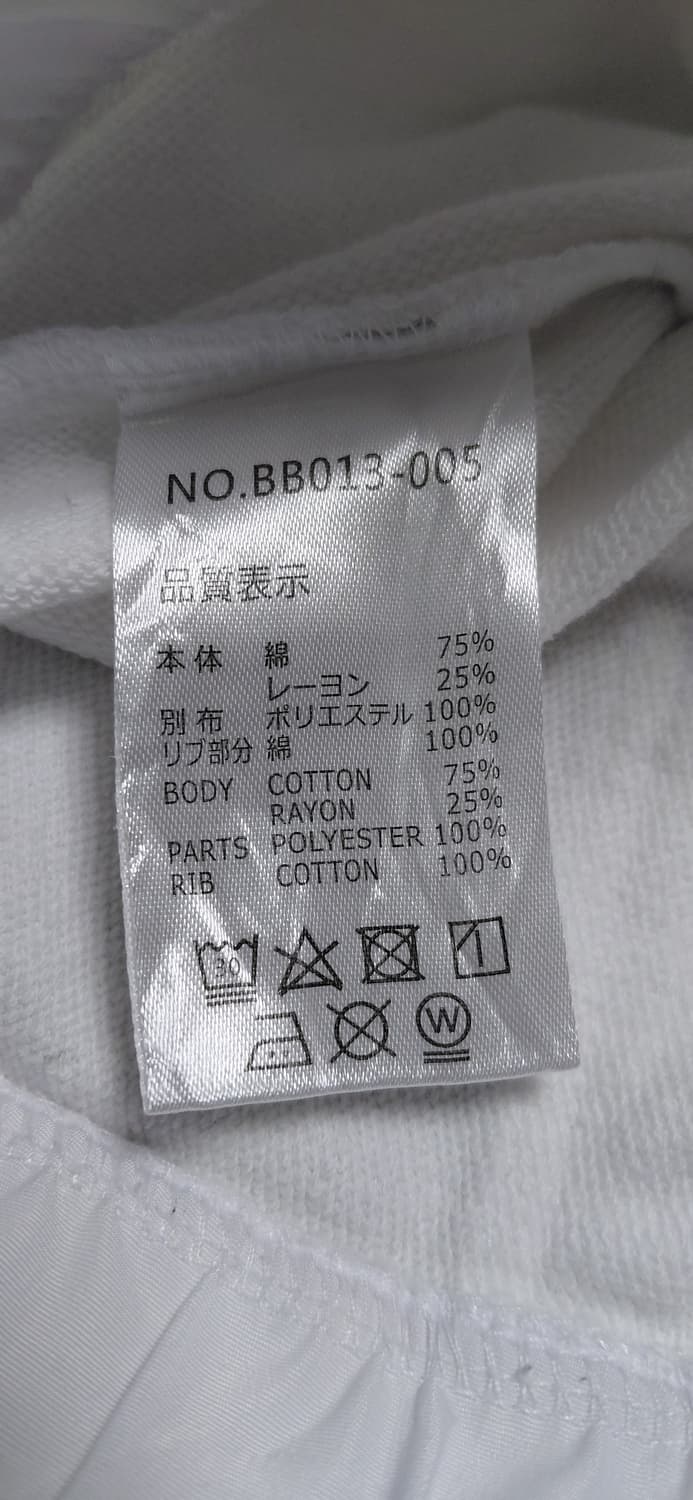 NO.BB013-005
品質表示
本体 綿 75%
レーヨン 25%
別布 ポリエステル 100%
リブ部分 綿 100%
BODY COTTON 75%
RAYON 25%
PARTS POLYESTER 100%
RIB COTTON 100%
30
W